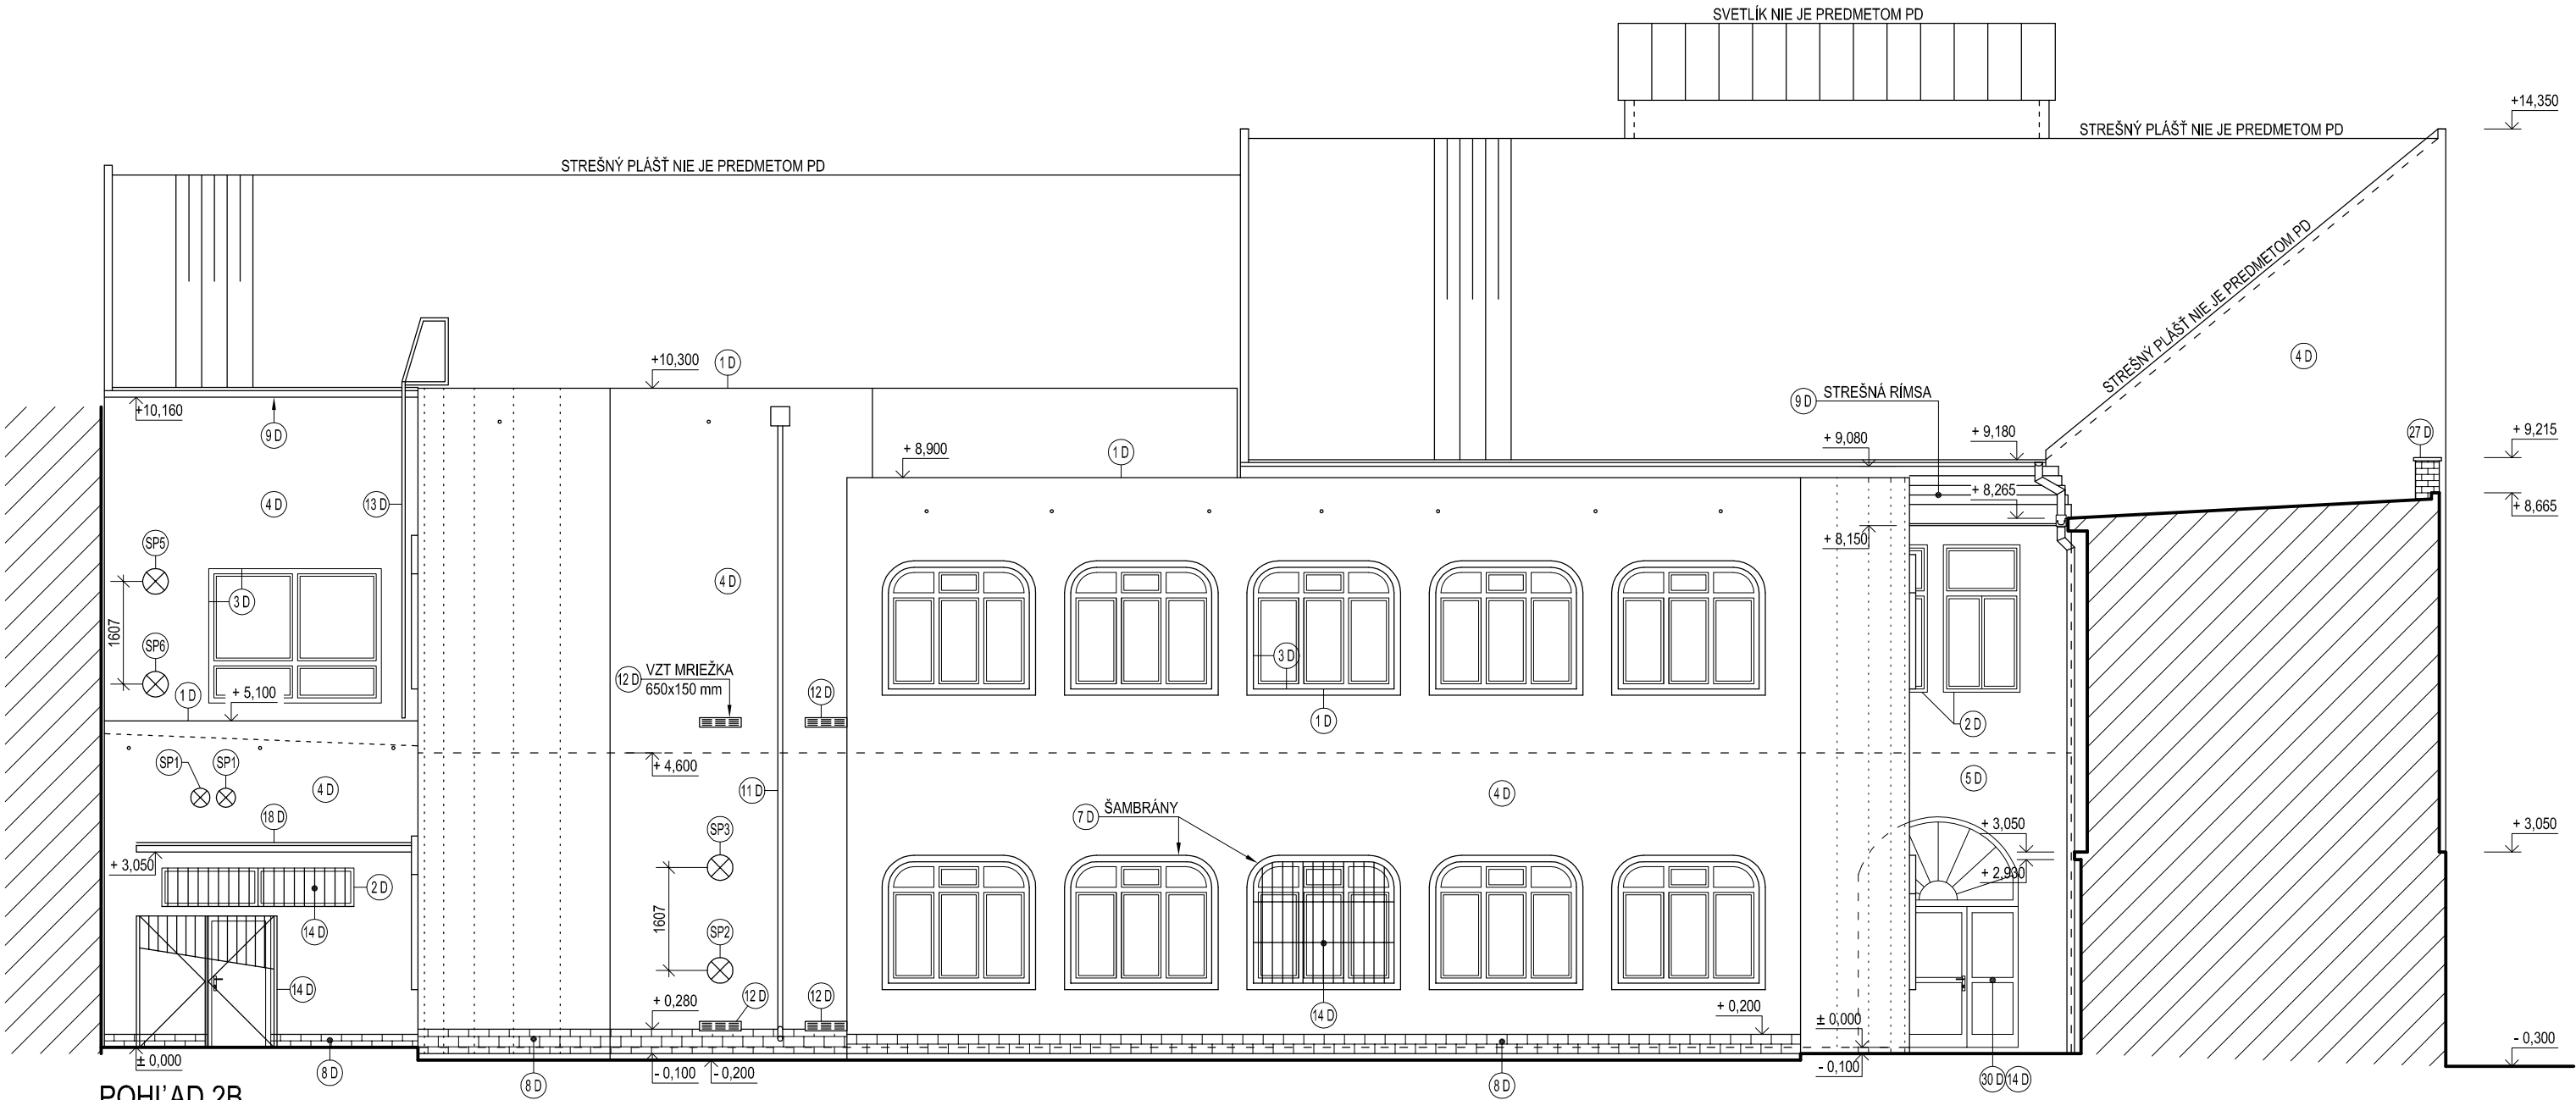 SVETLÍK NIE JE PREDMETOM PD
+14,350
STREŠNÝ PLÁŠŤ NIE JE PREDMETOM PD
STREŠNÝ PLÁŠŤ NIE JE PREDMETOM PD
STREŠNÝ PLÁŠŤ NIE JE PREDMETOM PD
4 D
+10,300
1 D
+10,160
9 D
9 D STREŠNÁ RÍMSA
+ 9,080
+ 9,180
27 D
+ 9,215
+ 8,900
1 D
4 D
13 D
+ 8,265
+ 8,665
+ 8,150
SP5
4 D
3 D
1607
SP6
3 D
12 D VZT MRIEŽKA
650x150 mm
12 D
1 D
+ 5,100
1 D
2 D
SP1
SP1
4 D
+ 4,600
11 D
4 D
5 D
18 D
7 D ŠAMBRÁNY
SP3
+ 3,050
+ 3,050
+ 3,050
2 D
+ 2,930
1607
14 D
SP2
14 D
12 D
12 D
+ 0,280
14 D
+ 0,200
± 0,000
± 0,000
8 D
8 D
- 0,100
- 0,200
8 D
- 0,100
30 D
14 D
- 0,300
POHĽAD 2B